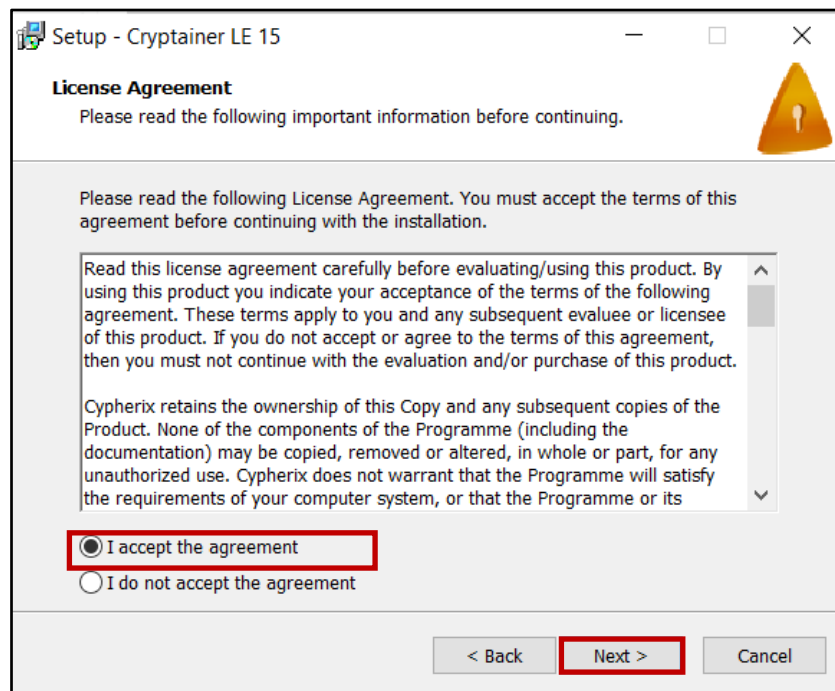 Setup - Cryptainer LE 15
License Agreement
Please read the following important information before continuing.
Please read the following License Agreement. You must accept the terms of this
agreement before continuing with the installation.
Read this license agreement carefully before evaluating/using this product. By
using this product you indicate your acceptance of the terms of the following
agreement. These terms apply to you and any subsequent evaluee or licensee
of this product. If you do not accept or agree to the terms of this agreement,
then you must not continue with the evaluation and/or purchase of this product.
Cypherix retains the ownership of this Copy and any subsequent copies of the
Product. None of the components of the Programme (including the
documentation) may be copied, removed or altered, in whole or part, for any
unauthorized use. Cypherix does not warrant that the Programme will satisfy
the requirements of your computer system, or that the Programme or its
I accept the agreement
I do not accept the agreement
< Back Next > Cancel